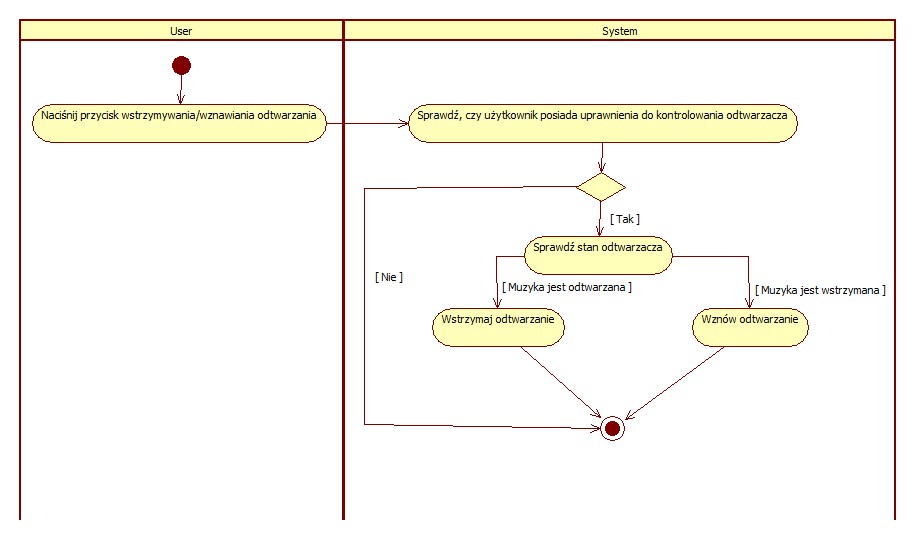 User
System
Naciśnij przycisk wstrzymywania/wznawiania odtwarzania
Sprawdź, czy użytkownik posiada uprawnienia do kontrolowania odtwarzacza
[ Tak ]
Sprawdź stan odtwarzacza
[ Nie ]
[ Muzyka jest odtwarzana ]
[ Muzyka jest wstrzymana ]
Wstrzymaj odtwarzanie
Wznów odtwarzanie